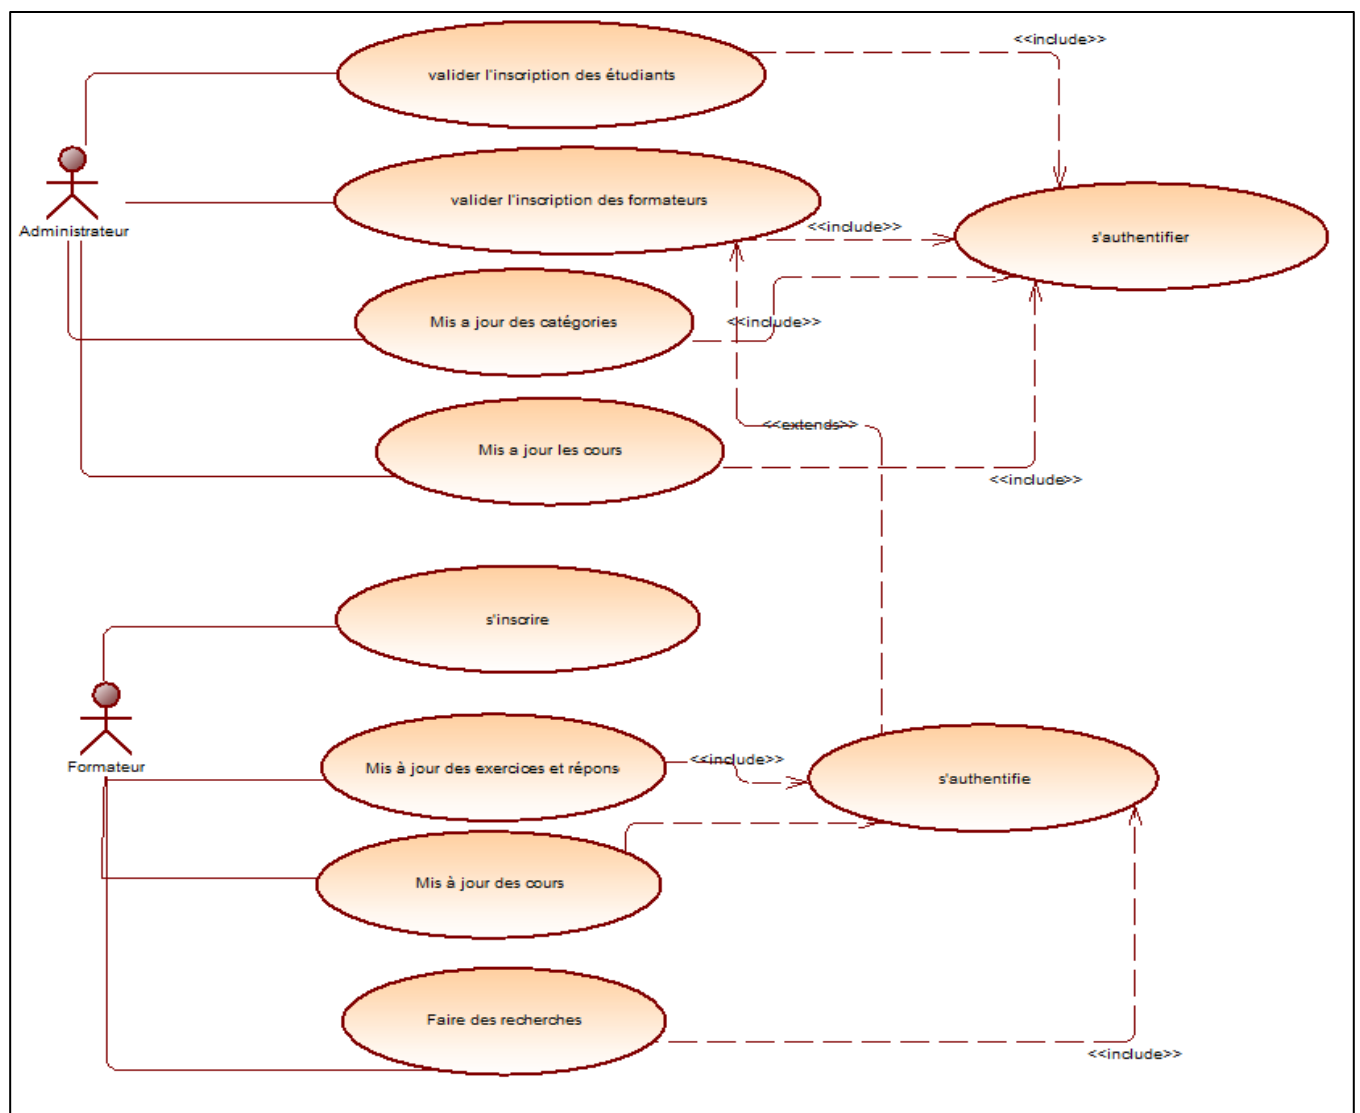 <<include>>
valider l'inscription des étudiants
valider l'inscription des formateurs
Administrateur
<<include>>
s'authentifier
Mis a jour des catégories
<<include>>
<<extends>>
Mis a jour les cours
<<include>>
s'inscrire
Formateur
Mis à jour des exercices et répons
<<include>>
s'authentifie
Mis à jour des cours
Faire des recherches
<<include>>